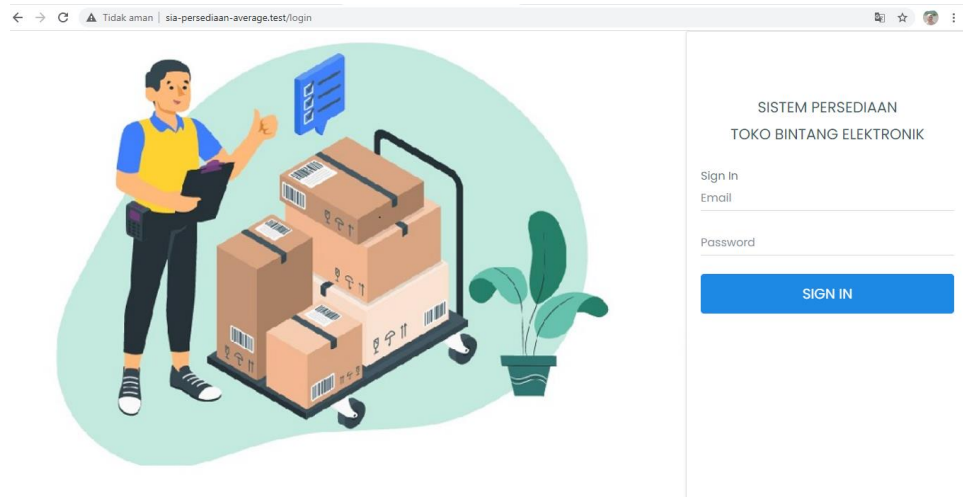 Tidak aman | sia-persediaan-average.test/login
SISTEM PERSEDIAAN
TOKO BINTANG ELEKTRONIK
Sign In
Email
Password
SIGN IN